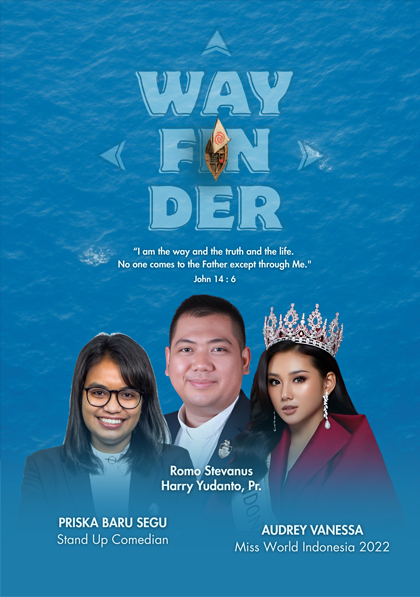 WAY
FIN
DER
“I am the way and the truth and the life.
No one comes to the Father except through Me."
John 14 : 6
Romo Stevanus
Harry Yudanto, Pr.
PRISKA BARU SEGU
Stand Up Comedian
AUDREY VANESSA
Miss World Indonesia 2022